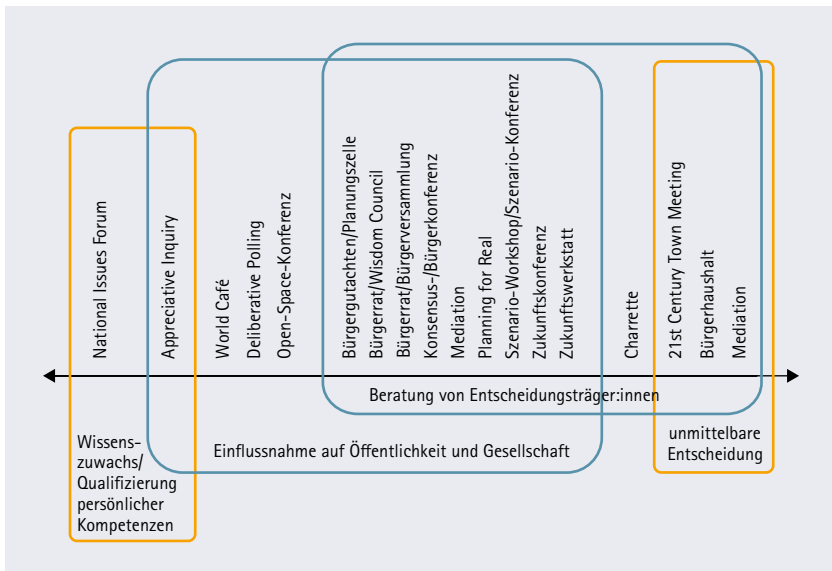 National Issues Forum
Appreciative Inquiry
World Café
Deliberative Polling
Open-Space-Konferenz
Bürgergutachten/Planungszelle
Bürgerrat/Wisdom Council
Bürgerrat/Bürgerversammlung
Konsensus-/Bürgerkonferenz
Mediation
Planning for Real
Szenario-Workshop/Szenario-Konferenz
Zukunftskonferenz
Zukunftswerkstatt
Charrette
21st Century Town Meeting
Bürgerhaushalt
Mediation
Beratung von Entscheidungsträger:innen
Wissens-
zuwachs/
Qualifizierung
persönlicher
Kompetenzen
Einflussnahme auf Öffentlichkeit und Gesellschaft
unmittelbare
Entscheidung